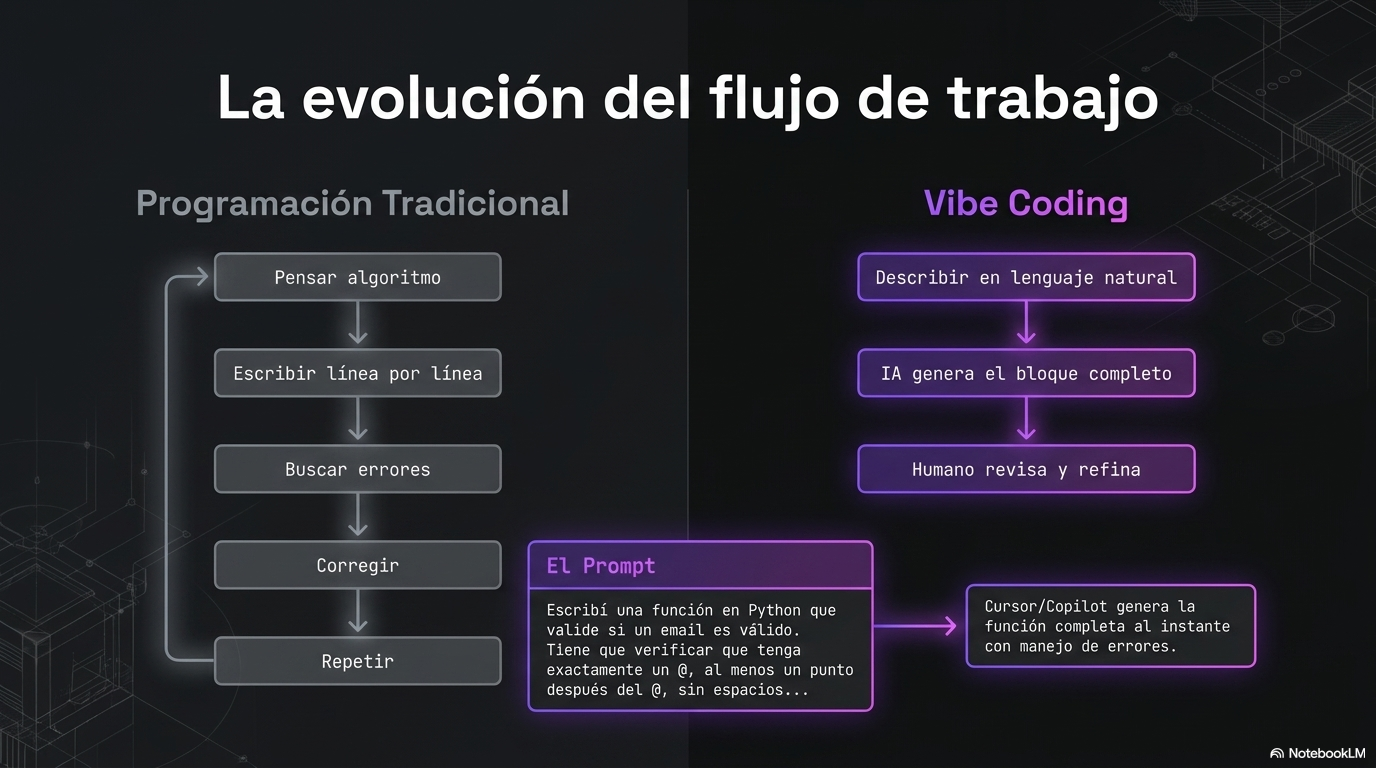 La evolución del flujo de trabajo
Programación Tradicional
Pensar algoritmo
Escribir línea por línea
Buscar errores
Corregir
Repetir
Vibe Coding
Describir en lenguaje natural
IA genera el bloque completo
Humano revisa y refina
El Prompt
Escribí una función en Python que
valide si un email es válido.
Tiene que verificar que tenga
exactamente un @, al menos un punto
después del @, sin espacios...
Cursor/Copilot genera la
función completa al instante
con manejo de errores.
NotebookLM